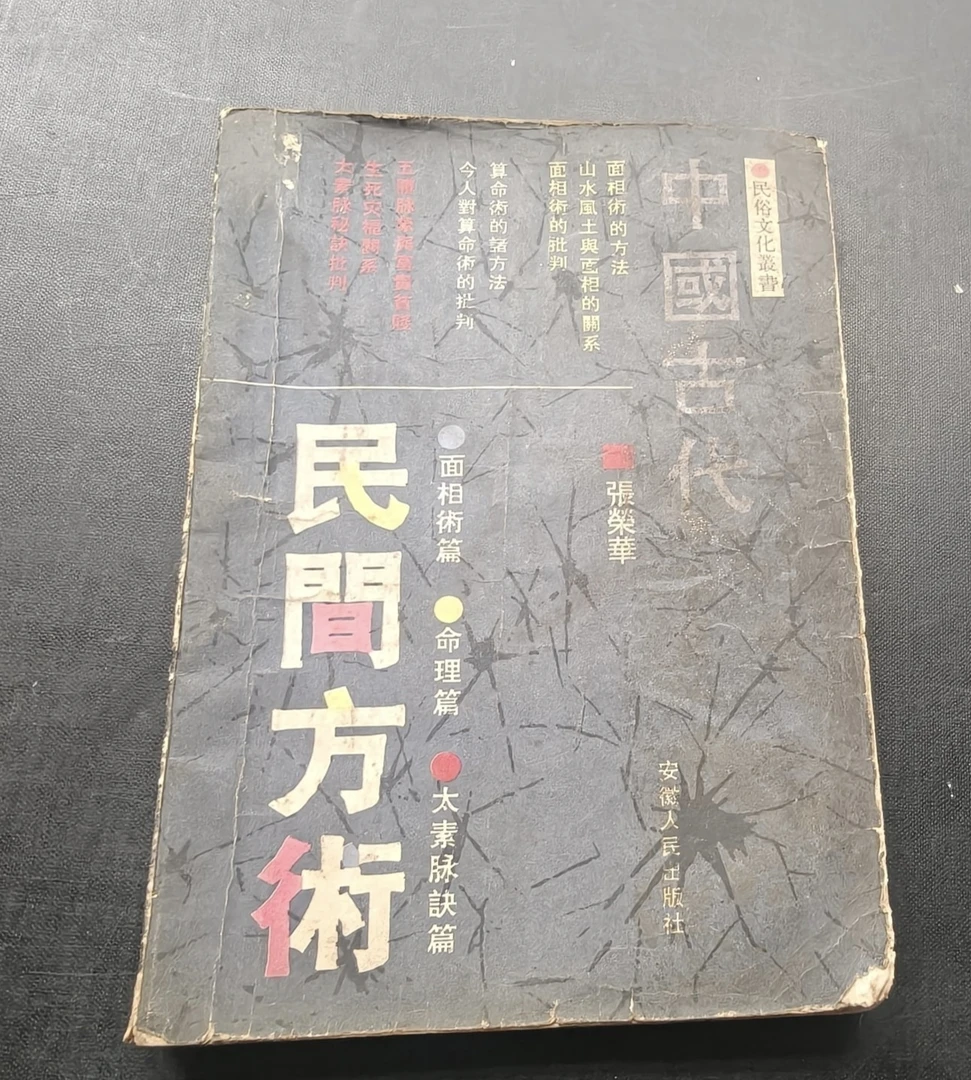 民俗文化叢書
中國古代
面相術的方法
山水風土與面相的關系
面相術的批判
算命術的諸方法
今人對算命術的批判
生死災福關系
太素脉秘訣批判
張榮華
安徽人民出版社
面相術篇
命理篇
太素脉訣篇
民間方術